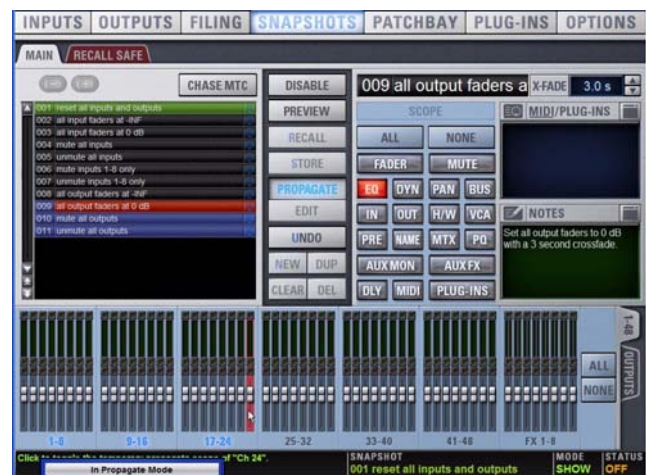 INPUTS OUTPUTS FILING SNAPSHOTS PATCHBAY PLUG-INS OPTIONS
MAIN RECALL SAFE
CHASE MTC
001 reset all inputs and outputs
002 all input faders at -INF
003 all input faders at 0 dB
004 mute all inputs
005 unmute all inputs
006 mute inputs 1-8 only
007 unmute inputs 1-8 only
008 all output faders at -INF
009 all output faders at 0 dB
010 mute all outputs
011 unmute all outputs
DISABLE
PREVIEW
RECALL
STORE
PROPAGATE
EDIT
UNDO
NEW DUP
CLEAR DEL
009 all output faders a X-FADE 3.0 s
SCOPE
ALL NONE
FADER MUTE
EQ DYN PAN BUS
IN OUT H/W VCA
PRE NAME MTX PQ
AUX MON AUX FX
DLY MIDI PLUG-INS
MIDI/PLUG-INS
NOTES
Set all output faders to 0 dB
with a 3 second crossfade.
1-48
OUTPUTS
ALL
NONE
1-8 9-16 17-24 25-32 33-40 41-48 FX 1-8
Click to toggle the temporary propagate scope of "Ch 24".
In Propagate Mode
SNAPSHOT
001 reset all inputs and outputs
MODE
SHOW
STATUS
OFF